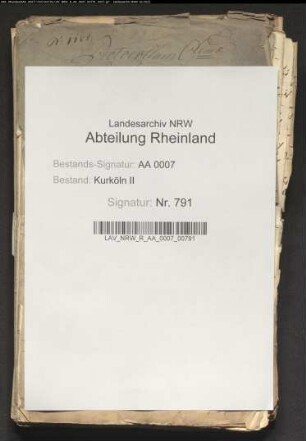 Landesarchiv NRW
Abteilung Rheinland
Bestands-Signatur: AA 0007
Bestand: Kurköln II
Signatur: Nr. 791
LAV_NRW_R_AA_0007_00791